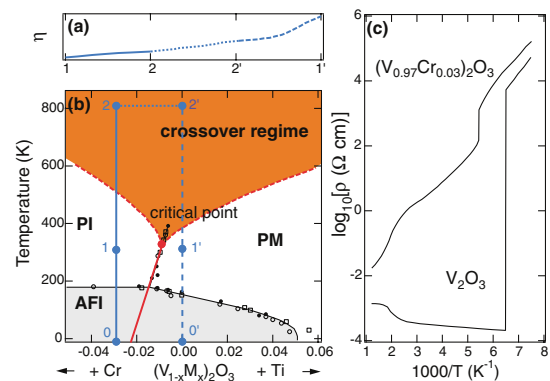 (a)
η
1 2 2' 1'
(b)
Temperature (K)
800
600
400
200
0
2 2'
crossover regime
critical point
PI
PM
1 1'
AFI
0 0'
-0.04 -0.02 0.00 0.02 0.04 0.06
+ Cr (V1-xMx)2O3 + Ti
(c)
(V0.97Cr0.03)2O3
V2O3
log10[ρ (Ω cm)]
6
4
2
0
-2
-4
1 2 3 4 5 6 7 8
1000/T (K-1)